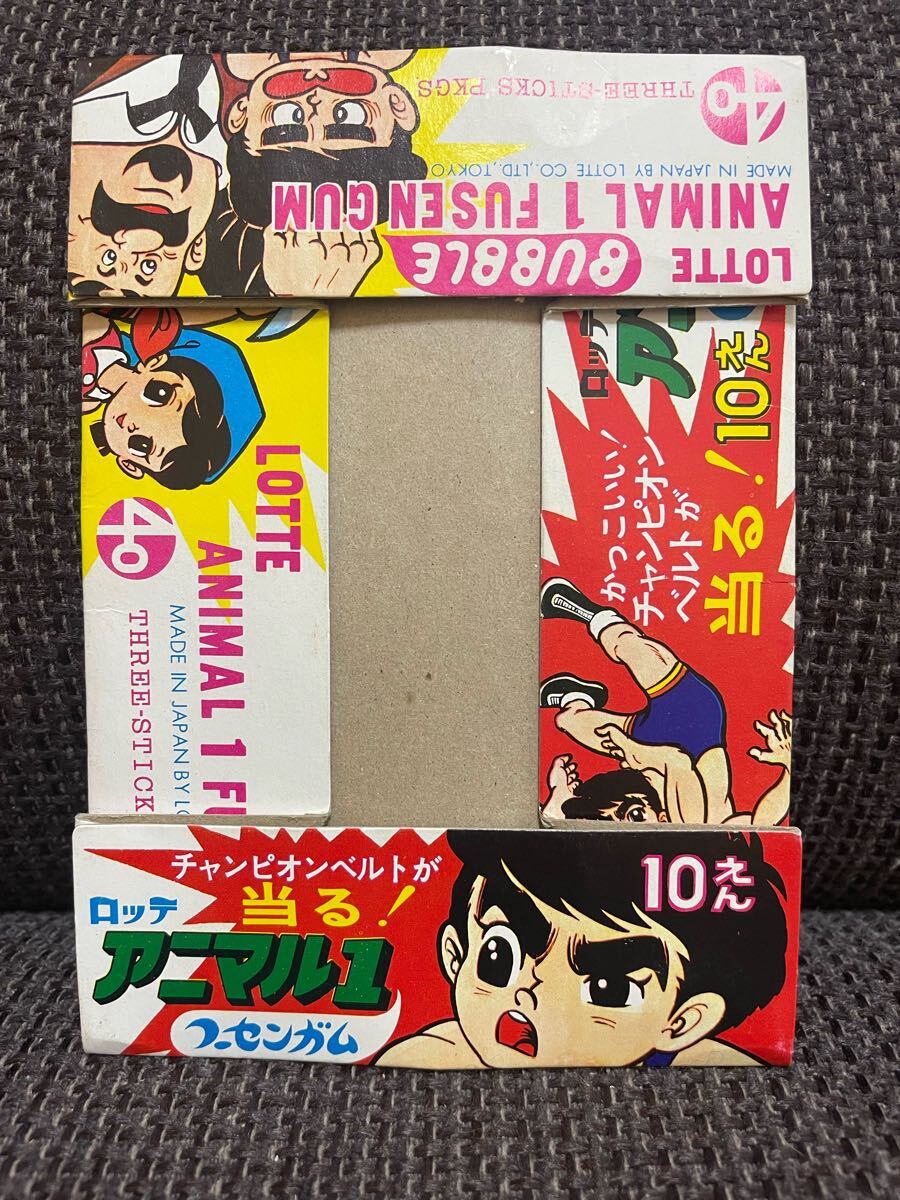 40
THREE-STICKS PKGS
MADE IN JAPAN BY LOTTE CO.,LTD.,TOKYO
LOTTE
ANIMAL 1 FUSEN GUM
BUBBLE
LOTTE
ANIMAL 1 FU
MADE IN JAPAN BY LO
THREE-STICK
40
ロッテ
アニ
10えん
かっこいい!
チャンピオン
ベルトが
当る!
チャンピオンベルトが
当る!
10えん
ロッテ
アニマル1
フーセンガム